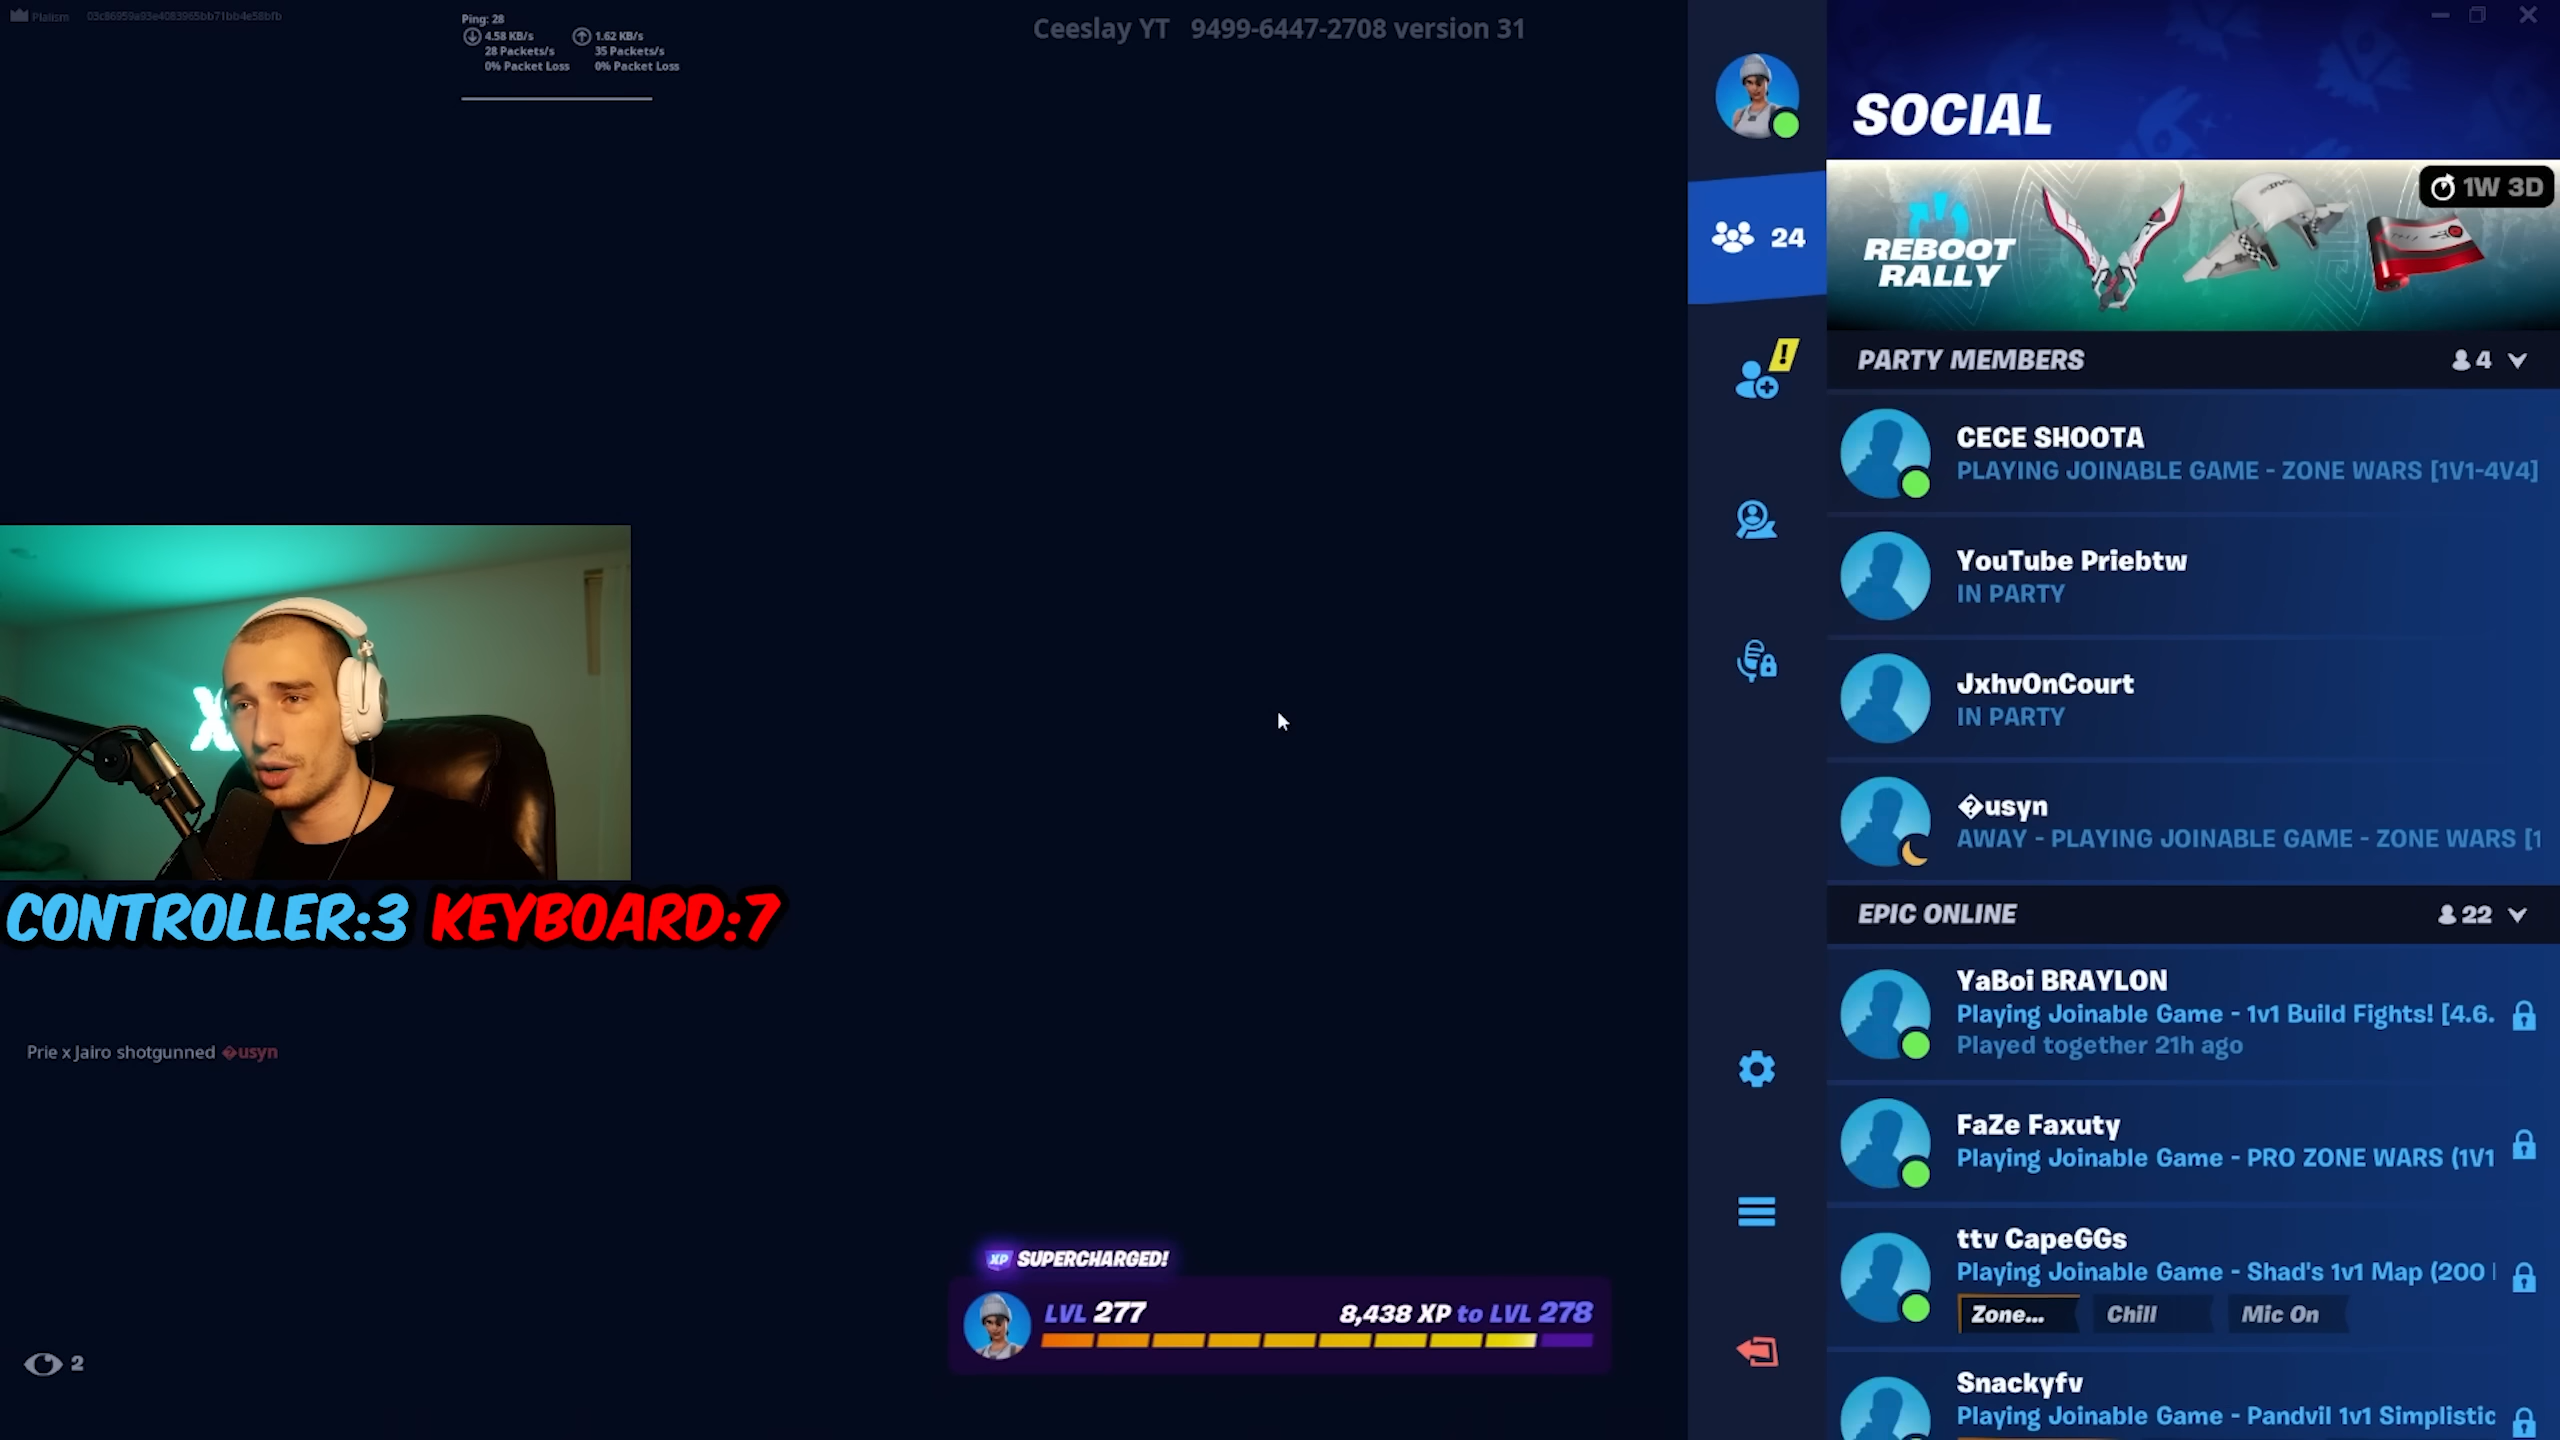 Plaiism 03c86959a93e4083965bb71bb4e58bfb
Ping: 28
4.58 KB/s 1.62 KB/s
28 Packets/s 35 Packets/s
0% Packet Loss 0% Packet Loss
Ceeslay YT 9499-6447-2708 version 31
SOCIAL
1W 3D
REBOOT
RALLY
24
!
PARTY MEMBERS 4
CECE SHOOTA
PLAYING JOINABLE GAME - ZONE WARS [1V1-4V4]
YouTube Priebtw
IN PARTY
JxhvOnCourt
IN PARTY
�usyn
AWAY - PLAYING JOINABLE GAME - ZONE WARS [1
EPIC ONLINE 22
YaBoi BRAYLON
Playing Joinable Game - 1v1 Build Fights! [4.6.
Played together 21h ago
FaZe Faxuty
Playing Joinable Game - PRO ZONE WARS (1V1
ttv CapeGGs
Playing Joinable Game - Shad's 1v1 Map (200
Zone... Chill Mic On
Snackyfv
Playing Joinable Game - Pandvil 1v1 Simplistic
X
CONTROLLER:3 KEYBOARD:7
Prie x Jairo shotgunned �usyn
XP SUPERCHARGED!
LVL 277 8,438 XP to LVL 278
2